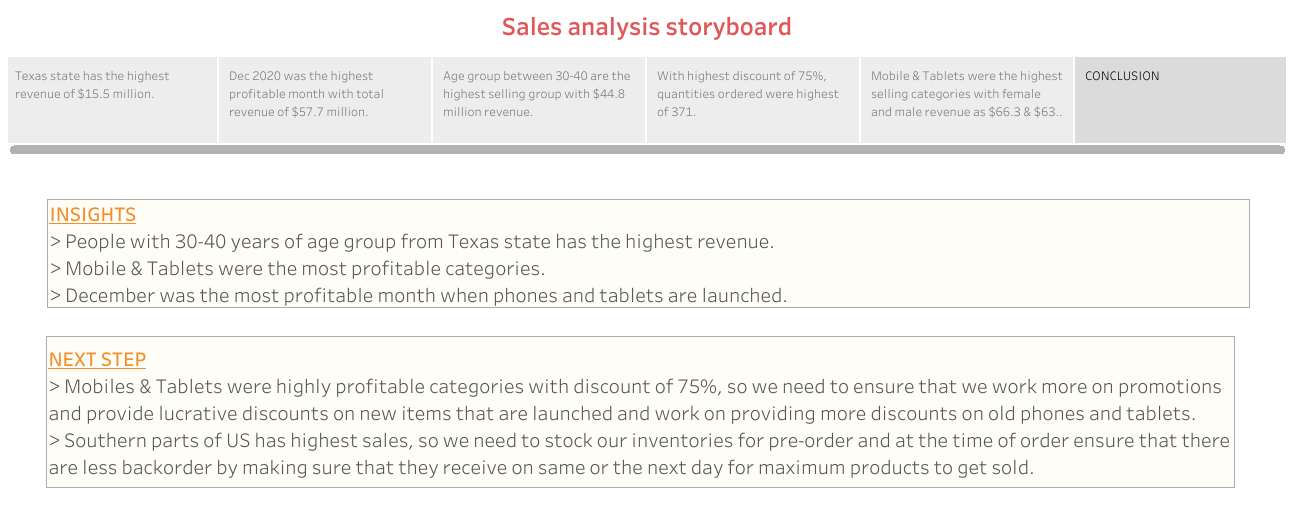 Sales analysis storyboard
Texas state has the highest
revenue of $15.5 million.
Dec 2020 was the highest
profitable month with total
revenue of $57.7 million.
Age group between 30-40 are the
highest selling group with $44.8
million revenue.
With highest discount of 75%,
quantities ordered were highest
of 371.
Mobile & Tablets were the highest
selling categories with female
and male revenue as $66.3 & $63..
CONCLUSION
INSIGHTS
> People with 30-40 years of age group from Texas state has the highest revenue.
> Mobile & Tablets were the most profitable categories.
> December was the most profitable month when phones and tablets are launched.
NEXT STEP
> Mobiles & Tablets were highly profitable categories with discount of 75%, so we need to ensure that we work more on promotions
and provide lucrative discounts on new items that are launched and work on providing more discounts on old phones and tablets.
> Southern parts of US has highest sales, so we need to stock our inventories for pre-order and at the time of order ensure that there
are less backorder by making sure that they receive on same or the next day for maximum products to get sold.